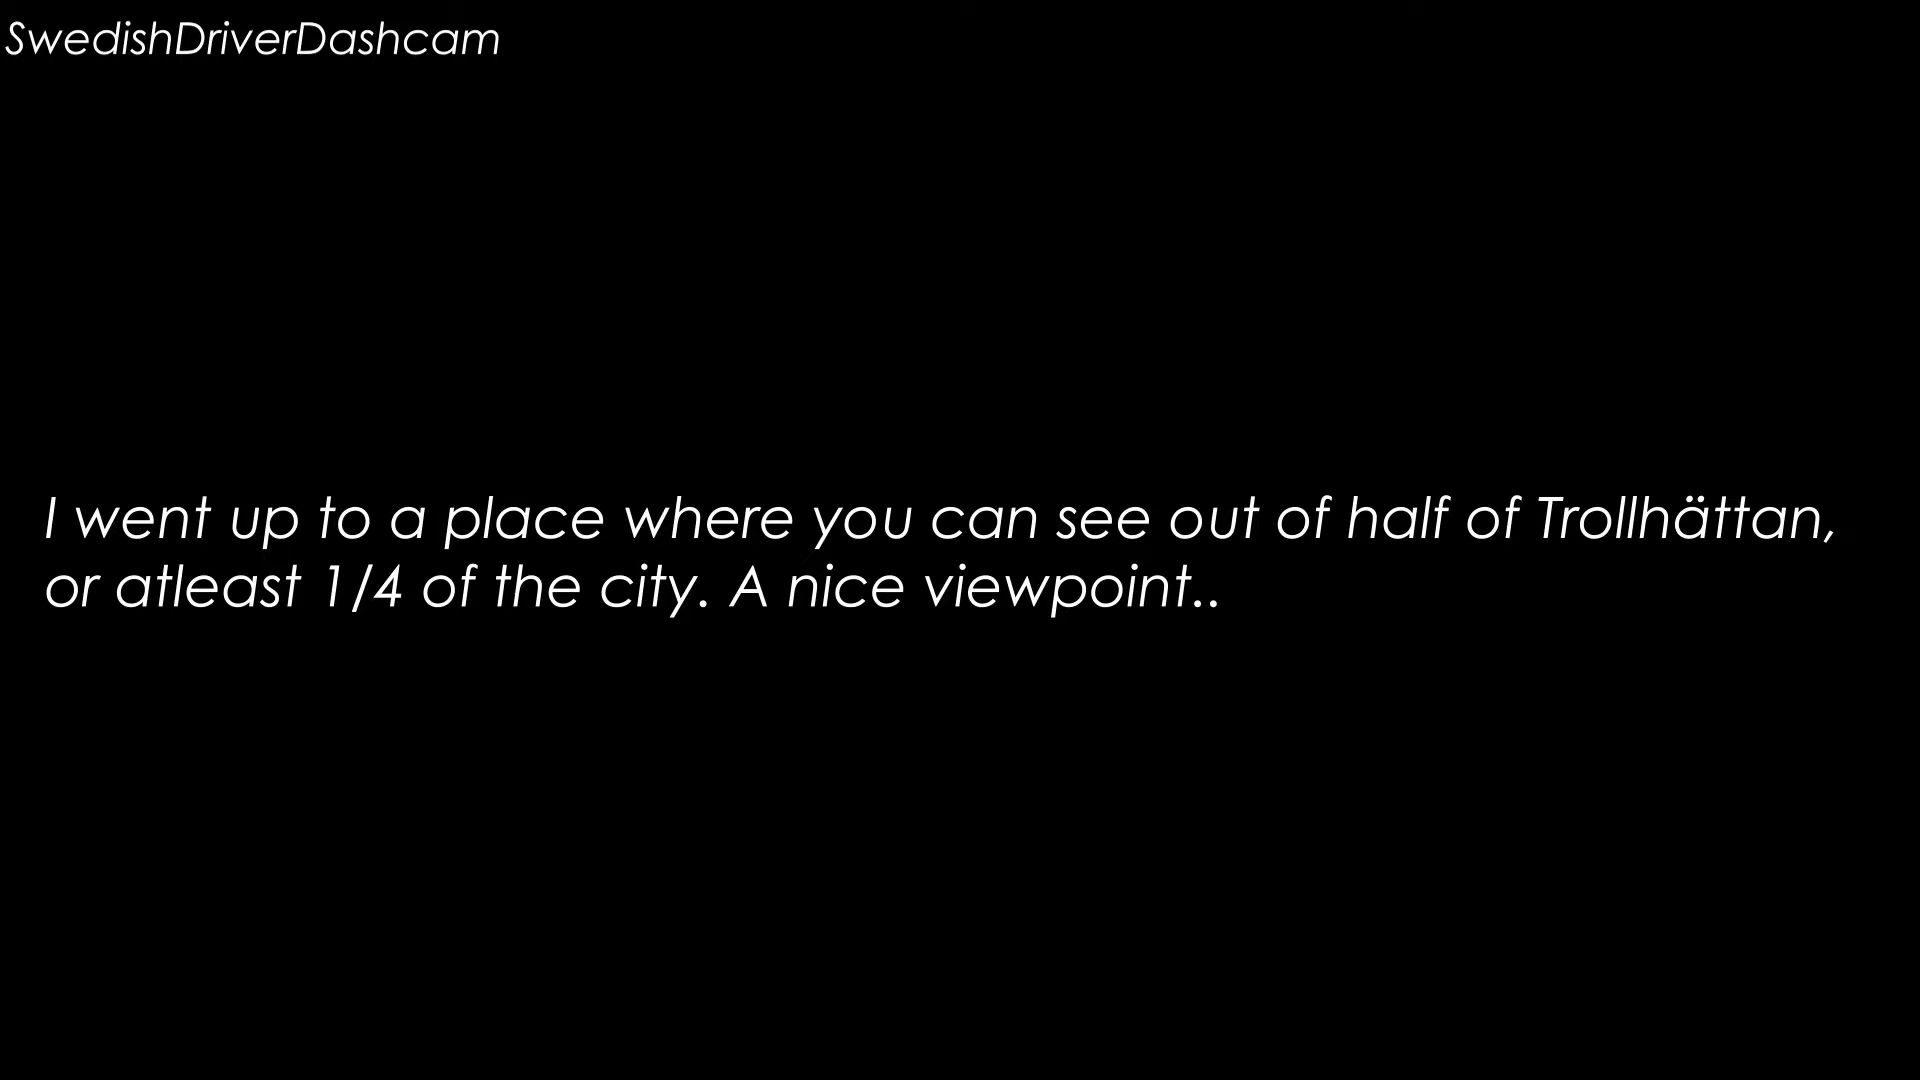 SwedishDriverDashcam
I went up to a place where you can see out of half of Trollhättan,
or atleast 1/4 of the city. A nice viewpoint..